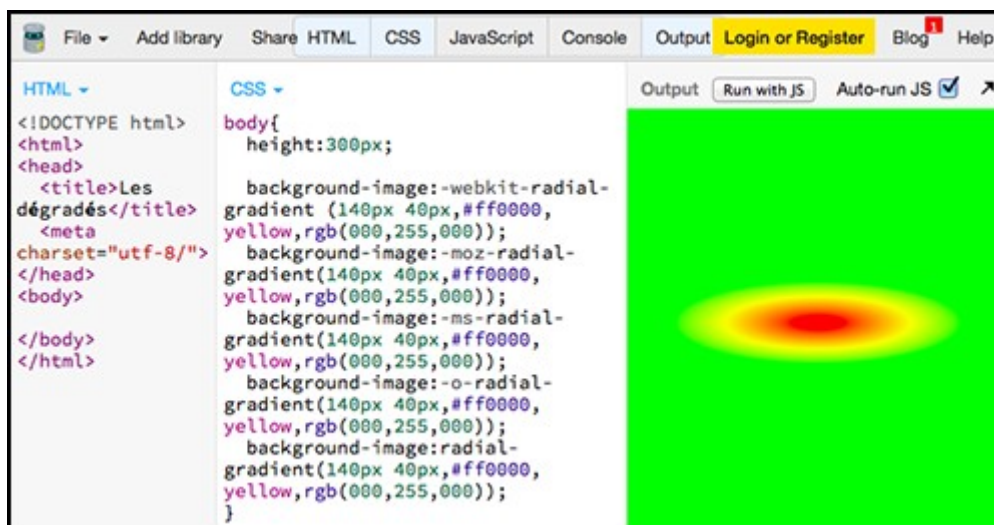 File Add library Share HTML CSS JavaScript Console Output Login or Register Blog 1 Help
HTML
<!DOCTYPE html>
<html>
<head>
<title>Les
dégradés</title>
<meta
charset="utf-8/">
</head>
<body>
</body>
</html>
CSS
body{
height:300px;
background-image:-webkit-radial-
gradient (140px 40px,#ff0000,
yellow,rgb(000,255,000));
background-image:-moz-radial-
gradient(140px 40px,#ff0000,
yellow,rgb(000,255,000));
background-image:-ms-radial-
gradient(140px 40px,#ff0000,
yellow,rgb(000,255,000));
background-image:-o-radial-
gradient(140px 40px,#ff0000,
yellow,rgb(000,255,000));
background-image:radial-
gradient(140px 40px,#ff0000,
yellow,rgb(000,255,000));
}
Output Run with JS Auto-run JS